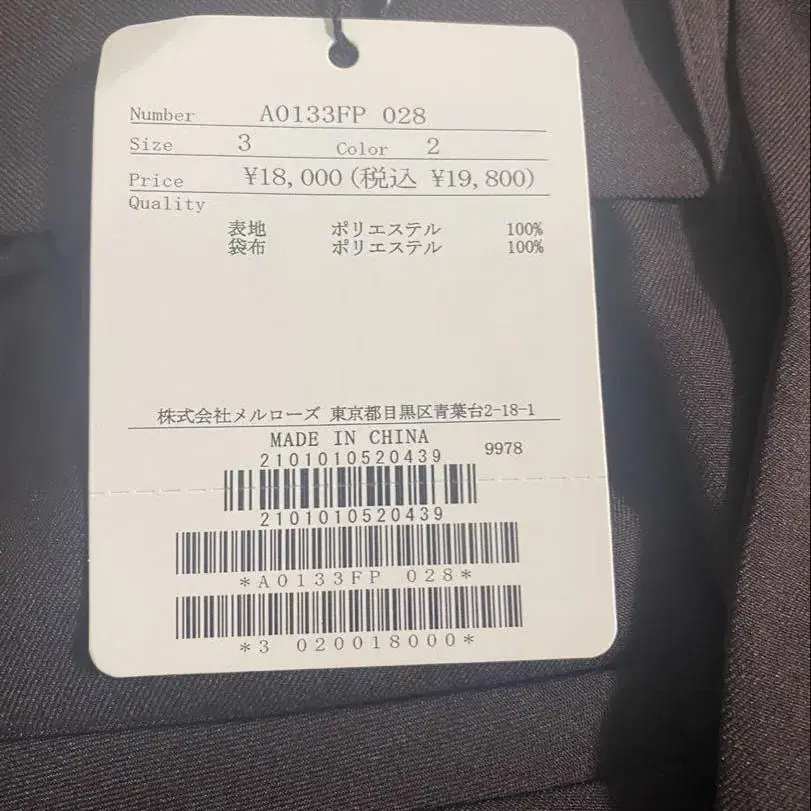 Number A0133FP 028
Size 3 Color 2
Price ¥18,000(税込 ¥19,800)
Quality
表地 ポリエステル 100%
袋布 ポリエステル 100%
株式会社メルローズ 東京都目黒区青葉台2-18-1
MADE IN CHINA
2101010520439 9978
2101010520439
*A0133FP 028*
*3 020018000*